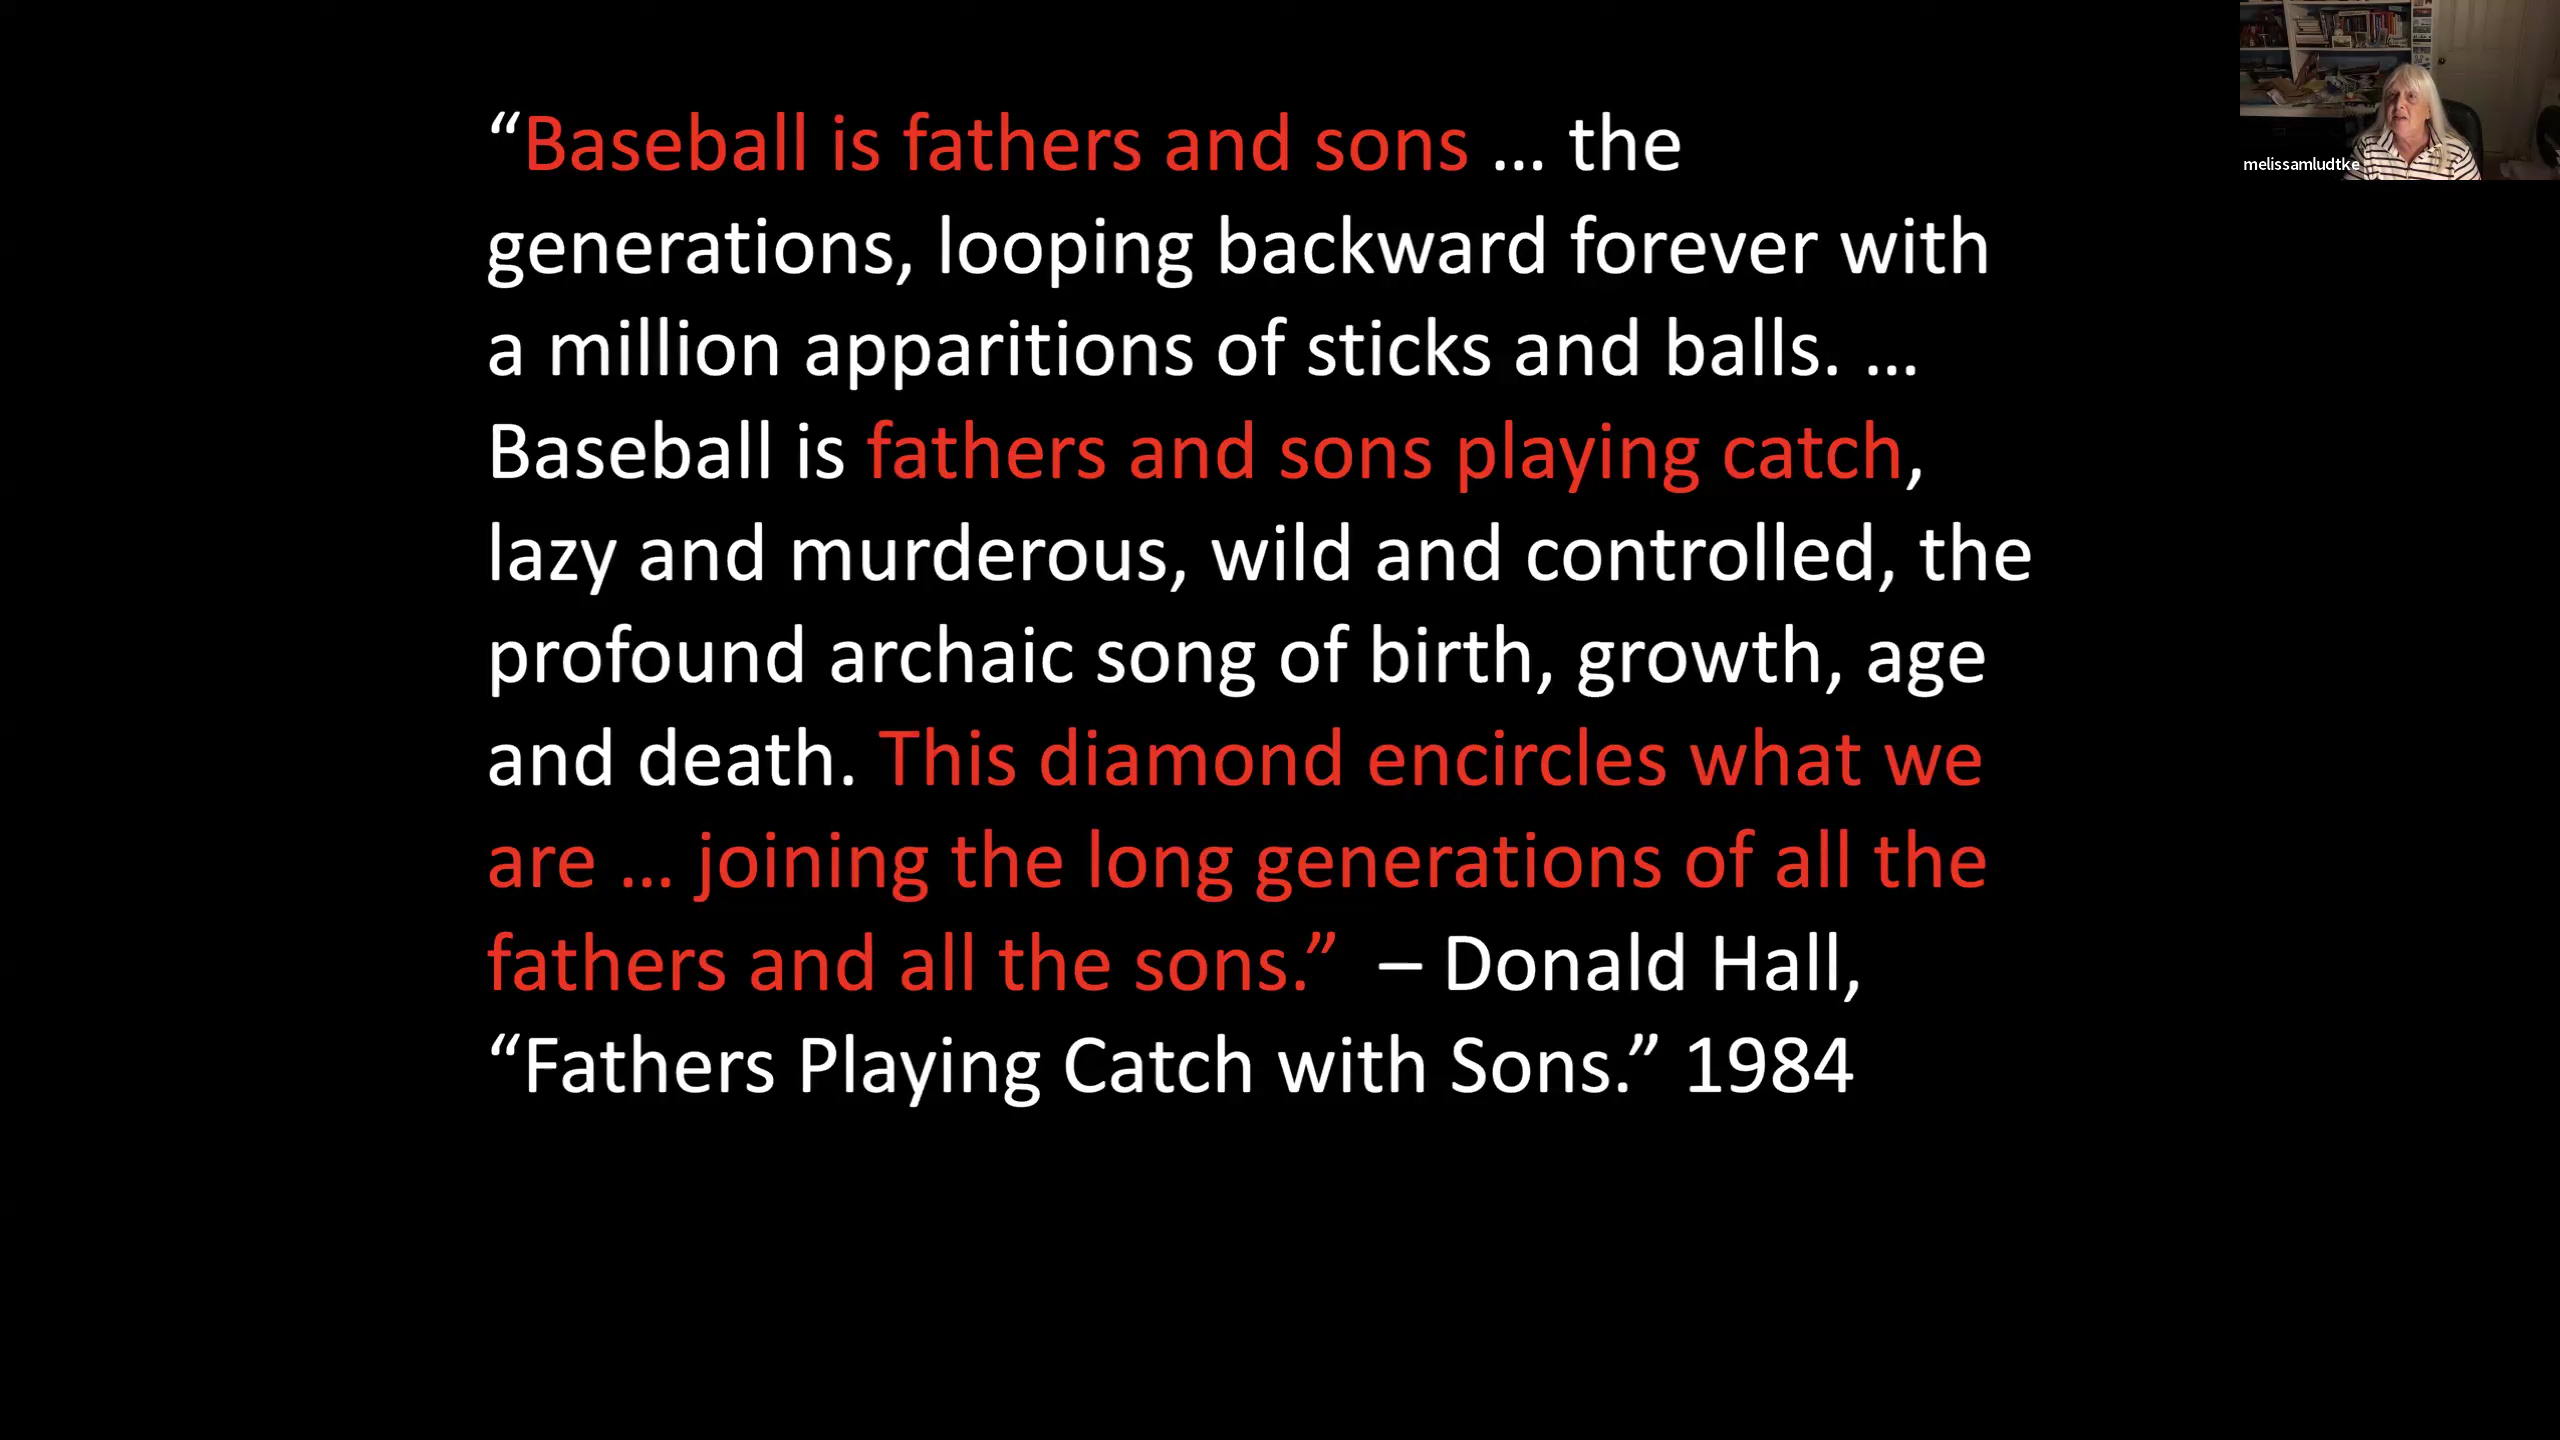 “Baseball is fathers and sons … the
generations, looping backward forever with
a million apparitions of sticks and balls. …
Baseball is fathers and sons playing catch,
lazy and murderous, wild and controlled, the
profound archaic song of birth, growth, age
and death. This diamond encircles what we
are … joining the long generations of all the
fathers and all the sons.”  – Donald Hall,
“Fathers Playing Catch with Sons.” 1984
melissamludtke